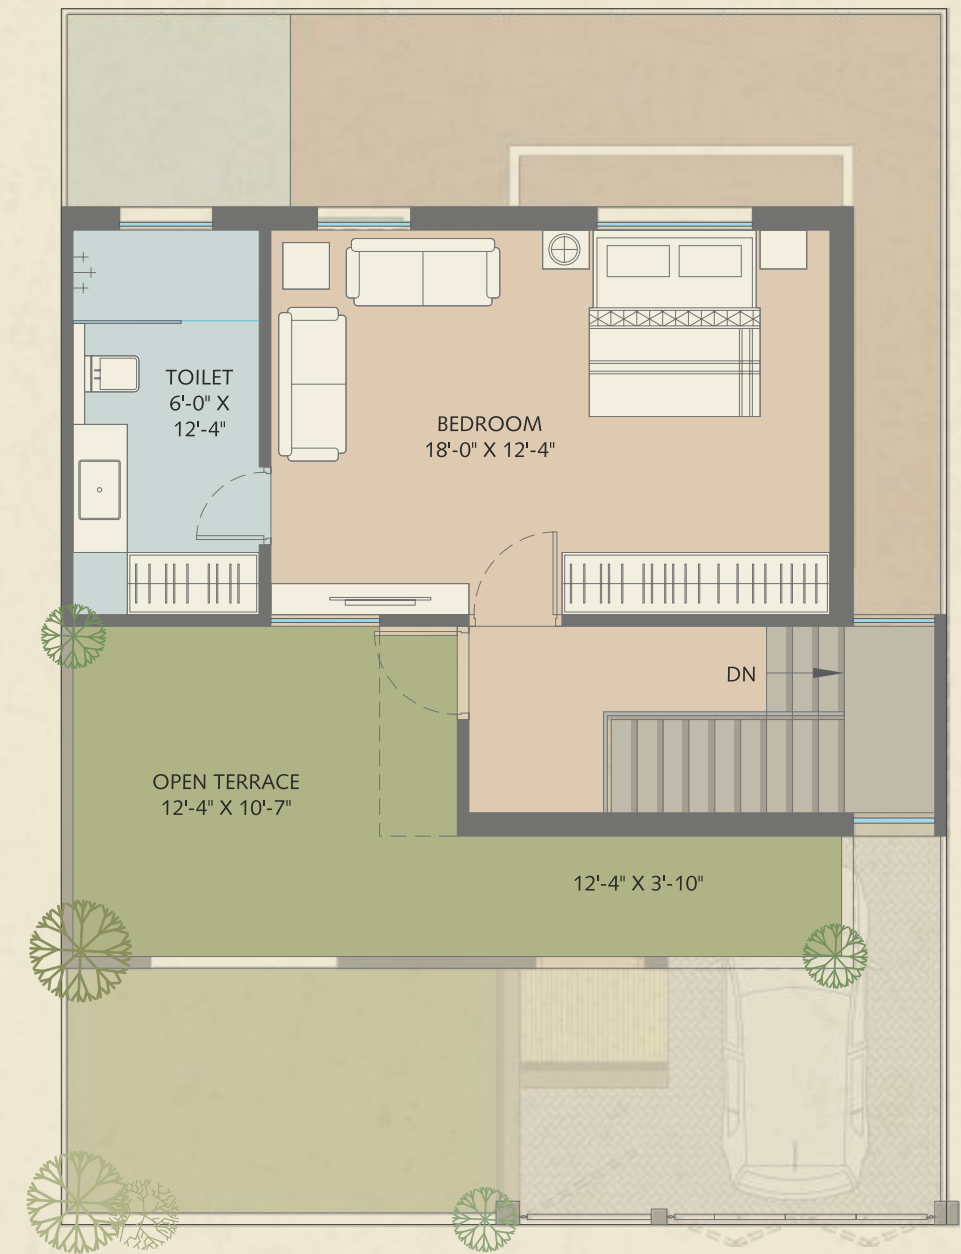 TOILET
6'-0" X
12'-4"
BEDROOM
18'-0" X 12'-4"
DN
OPEN TERRACE
12'-4" X 10'-7"
12'-4" X 3'-10"